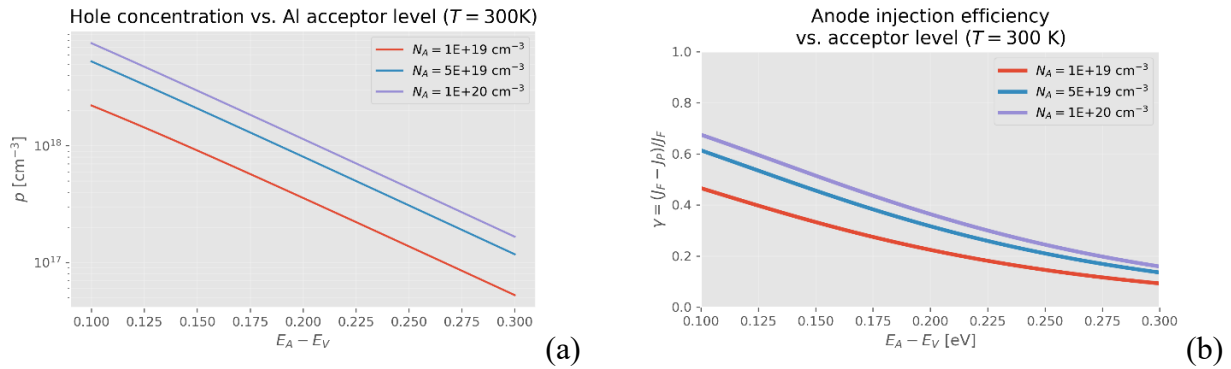 Hole concentration vs. Al acceptor level (T = 300K)
N_A = 1E+19 cm⁻³
N_A = 5E+19 cm⁻³
N_A = 1E+20 cm⁻³
p [cm⁻³]
10¹⁸
10¹⁷
0.100 0.125 0.150 0.175 0.200 0.225 0.250 0.275 0.300
E_A − E_V
(a)
Anode injection efficiency
vs. acceptor level (T = 300 K)
N_A = 1E+19 cm⁻³
N_A = 5E+19 cm⁻³
N_A = 1E+20 cm⁻³
γ = (J_F − J_P)/J_F
1.0
0.8
0.6
0.4
0.2
0.0
0.100 0.125 0.150 0.175 0.200 0.225 0.250 0.275 0.300
E_A − E_V [eV]
(b)